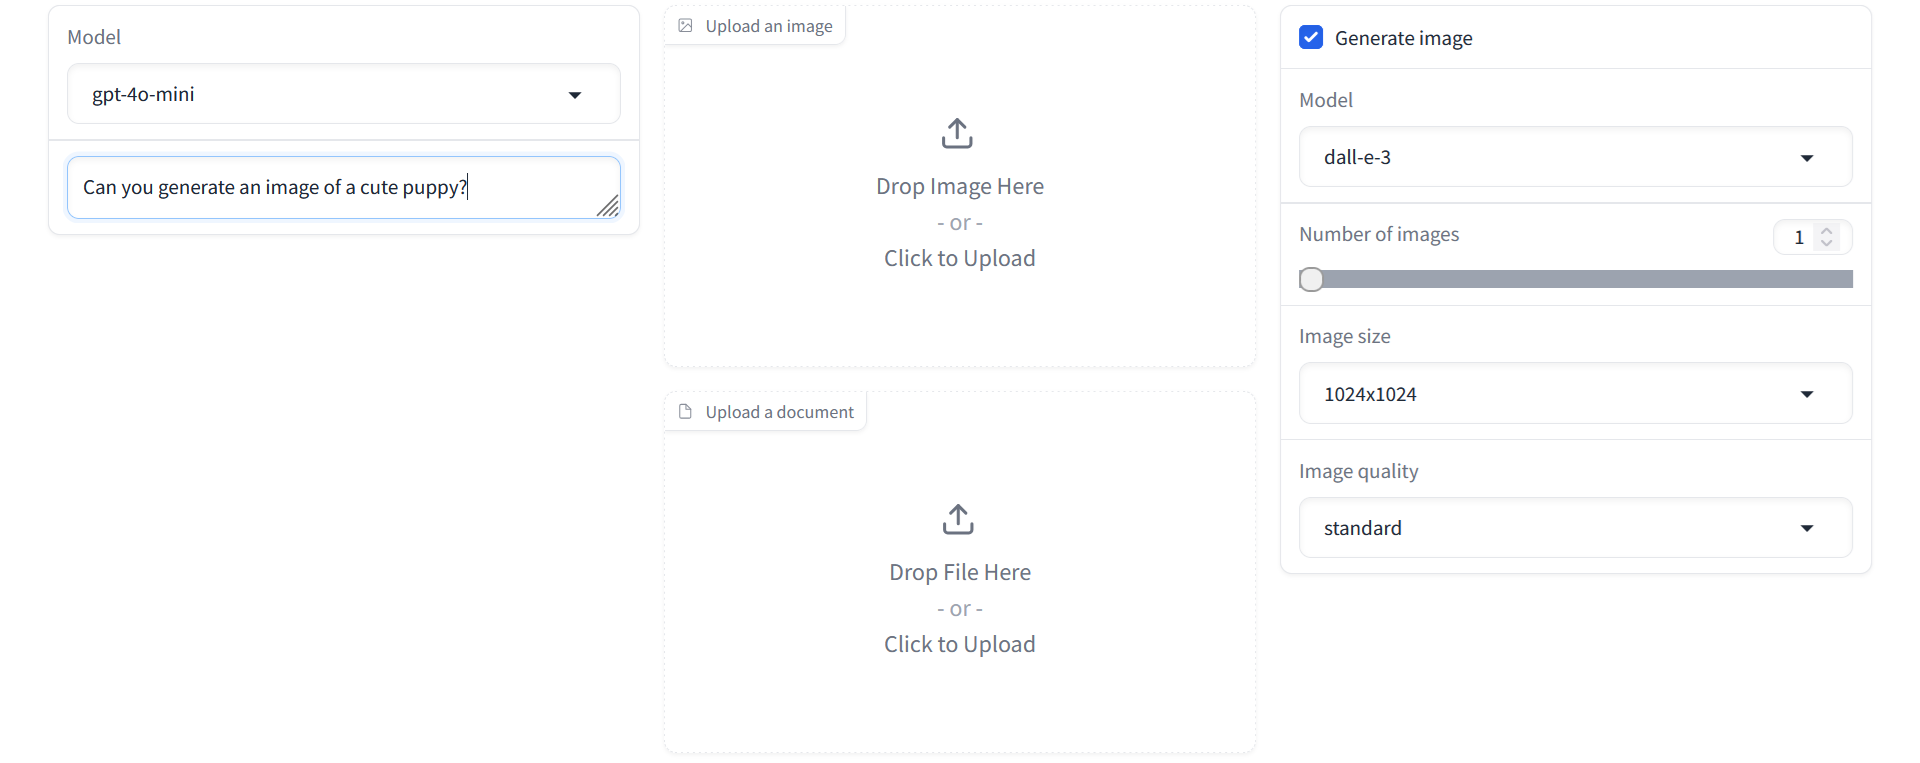 Model
gpt-4o-mini
Can you generate an image of a cute puppy?
Upload an image
Drop Image Here
- or -
Click to Upload
Upload a document
Drop File Here
- or -
Click to Upload
Generate image
Model
dall-e-3
Number of images
1
Image size
1024x1024
Image quality
standard